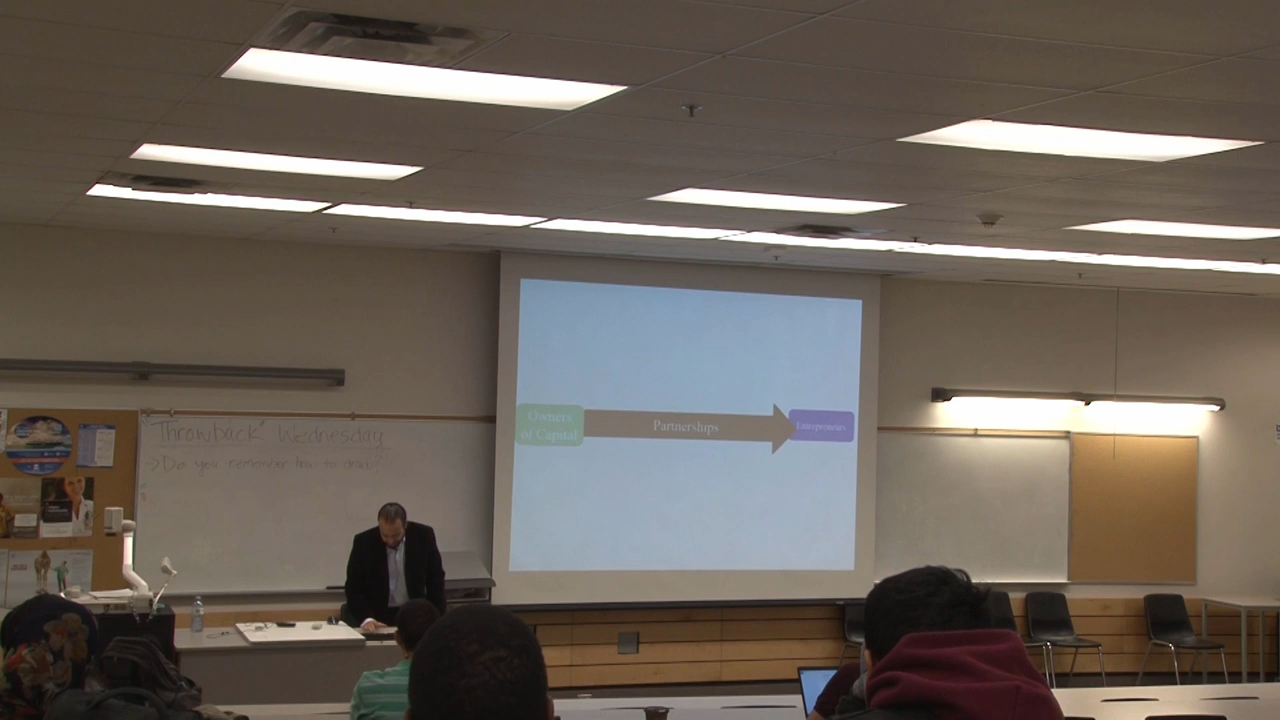 "Throwback" Wednesday
→ Do you remember how to draw?
Owners
of Capital
Partnerships
Entrepreneurs